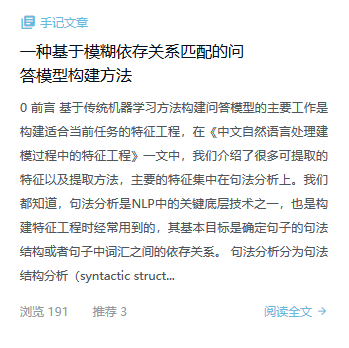 手记文章
一种基于模糊依存关系匹配的问
答模型构建方法
0 前言 基于传统机器学习方法构建问答模型的主要工作是
构建适合当前任务的特征工程，在《中文自然语言处理建
模过程中的特征工程》一文中，我们介绍了很多可提取的
特征以及提取方法，主要的特征集中在句法分析上。我们
都知道，句法分析是NLP中的关键底层技术之一，也是构
建特征工程时经常用到的，其基本目标是确定句子的句法
结构或者句子中词汇之间的依存关系。 句法分析分为句法
结构分析（syntactic struct...
浏览 191 推荐 3 阅读全文 →